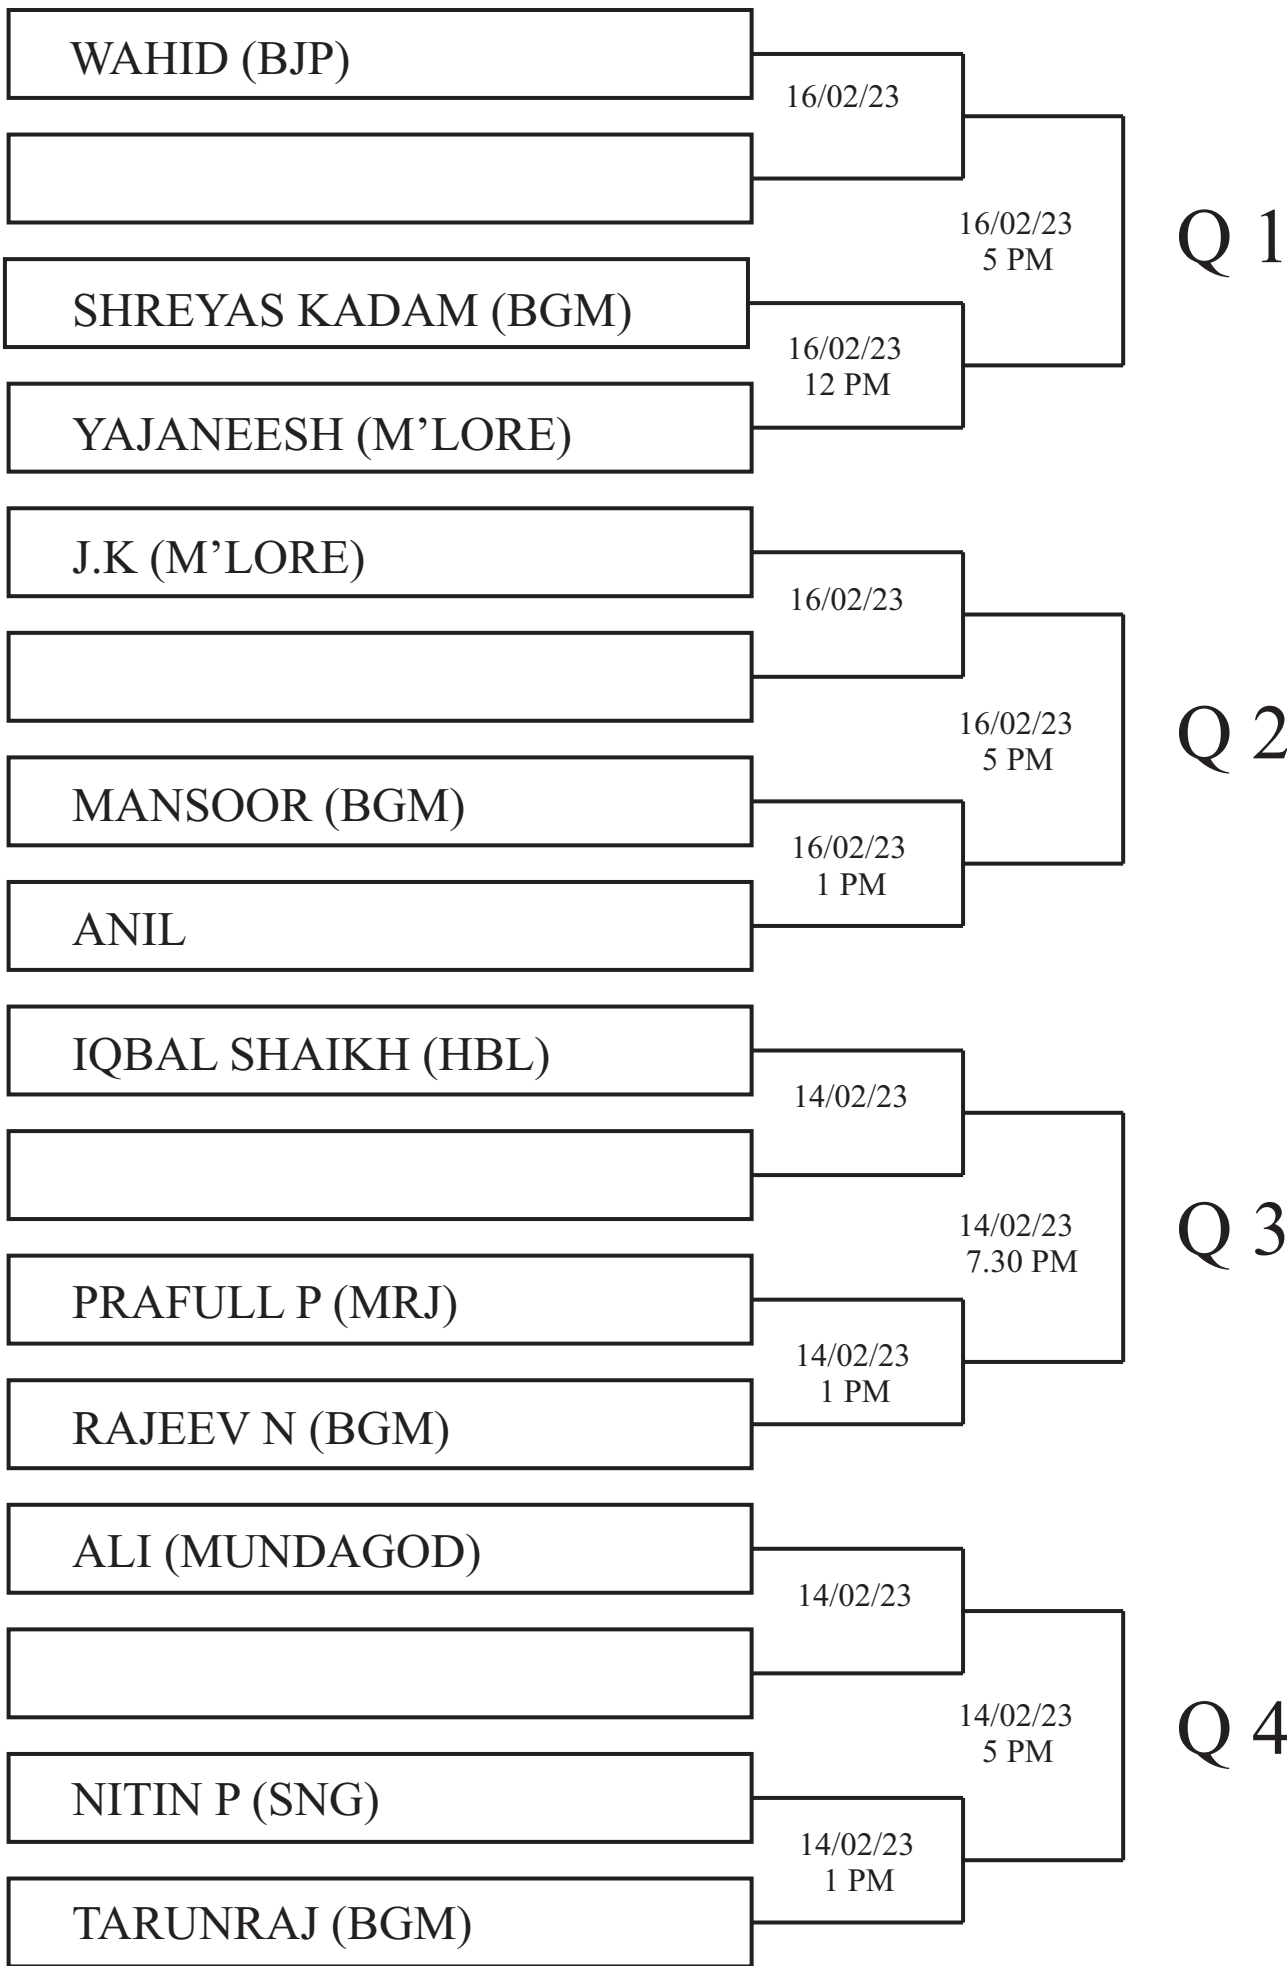 WAHID (BJP)
16/02/23
16/02/23
5 PM
Q 1
SHREYAS KADAM (BGM)
16/02/23
12 PM
YAJANEESH (M’LORE)
J.K (M’LORE)
16/02/23
16/02/23
5 PM
Q 2
MANSOOR (BGM)
16/02/23
1 PM
ANIL
IQBAL SHAIKH (HBL)
14/02/23
14/02/23
7.30 PM
Q 3
PRAFULL P (MRJ)
14/02/23
1 PM
RAJEEV N (BGM)
ALI (MUNDAGOD)
14/02/23
14/02/23
5 PM
Q 4
NITIN P (SNG)
14/02/23
1 PM
TARUNRAJ (BGM)